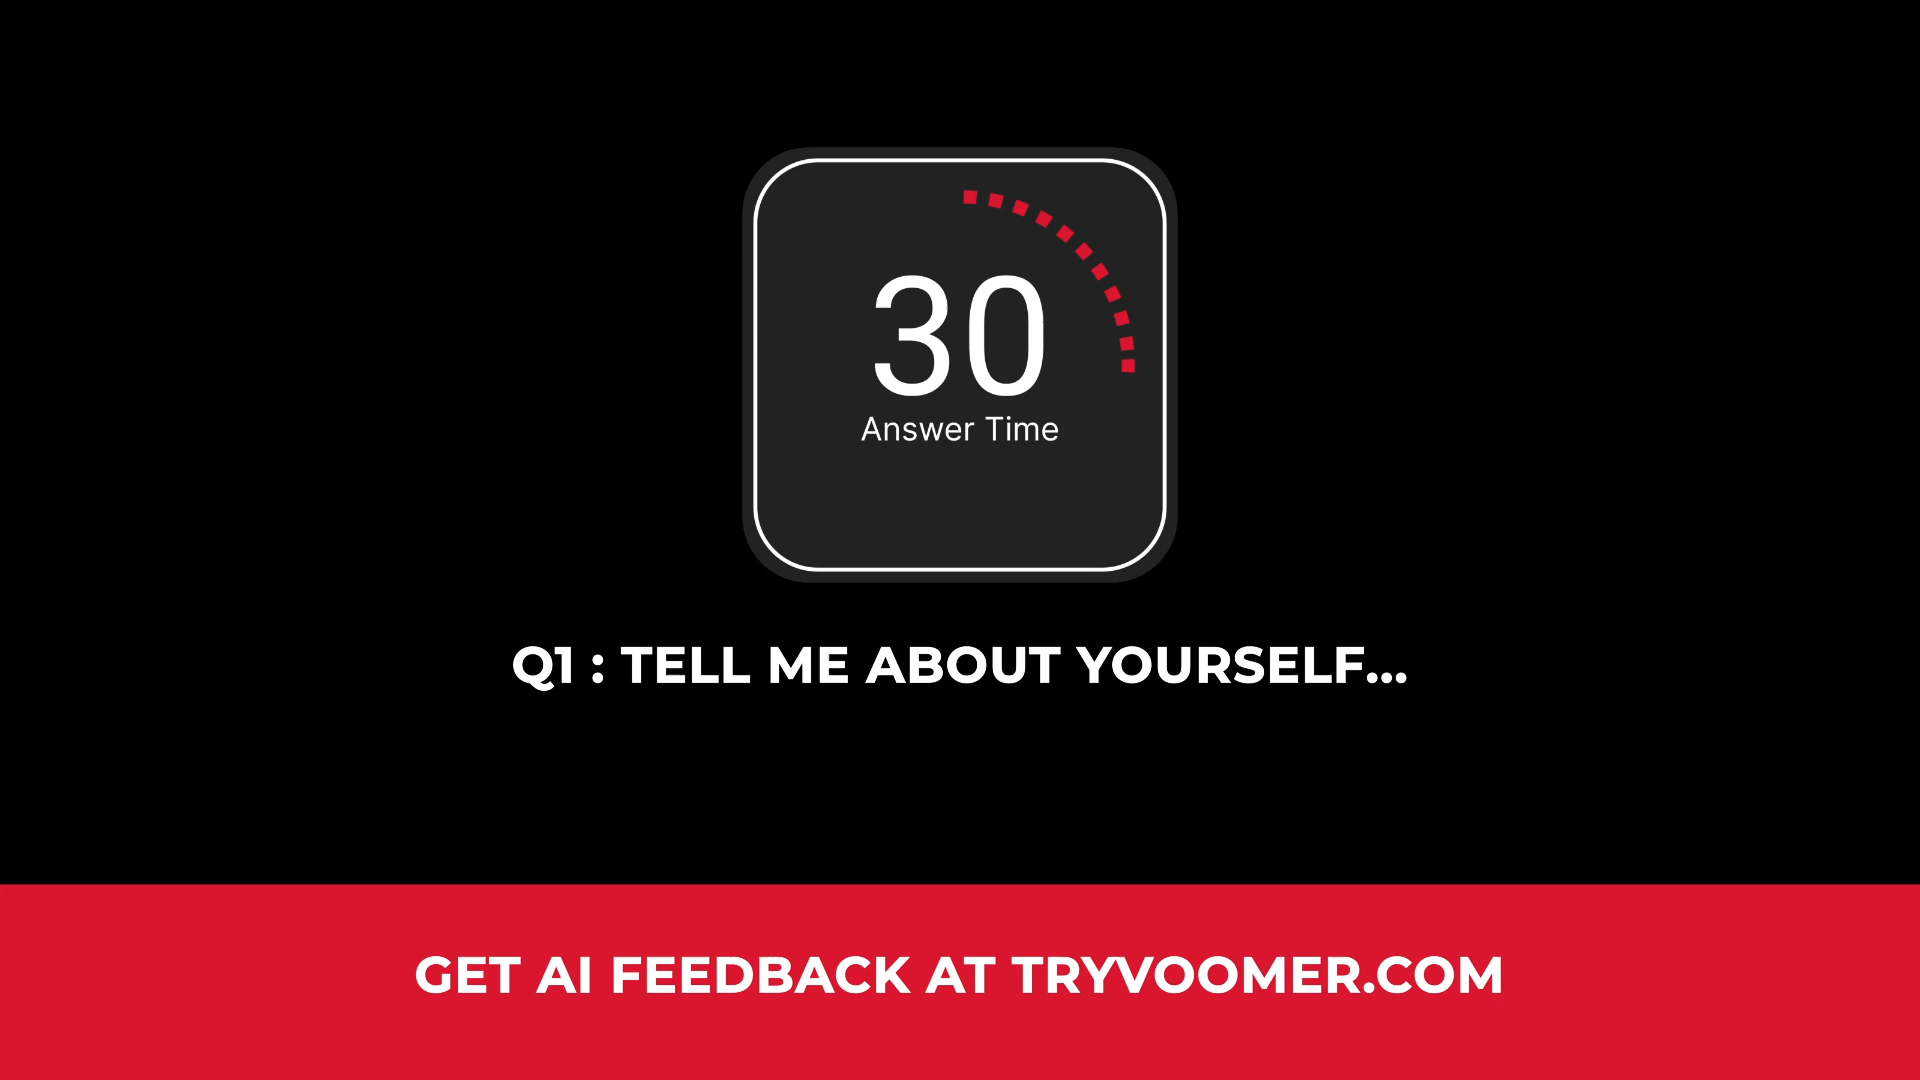 30
Answer Time
Q1 : TELL ME ABOUT YOURSELF...
GET AI FEEDBACK AT TRYVOOMER.COM